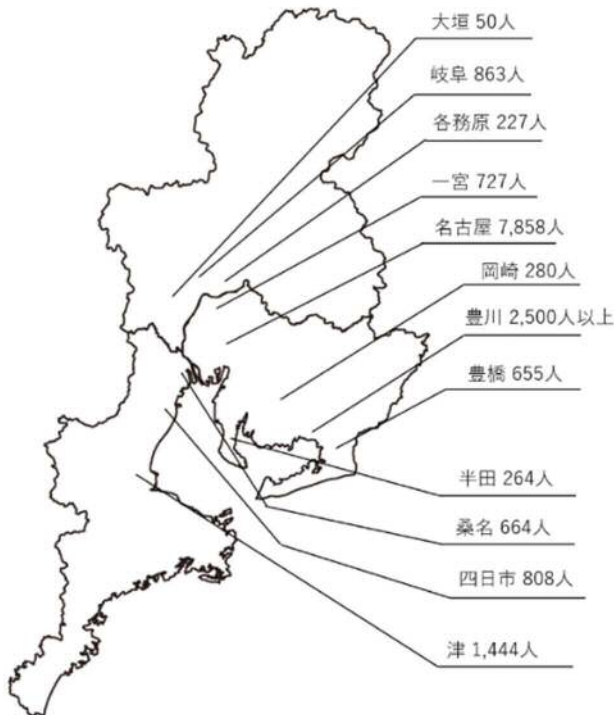 大垣 50人
岐阜 863人
各務原 227人
一宮 727人
名古屋 7,858人
岡崎 280人
豊川 2,500人以上
豊橋 655人
半田 264人
桑名 664人
四日市 808人
津 1,444人